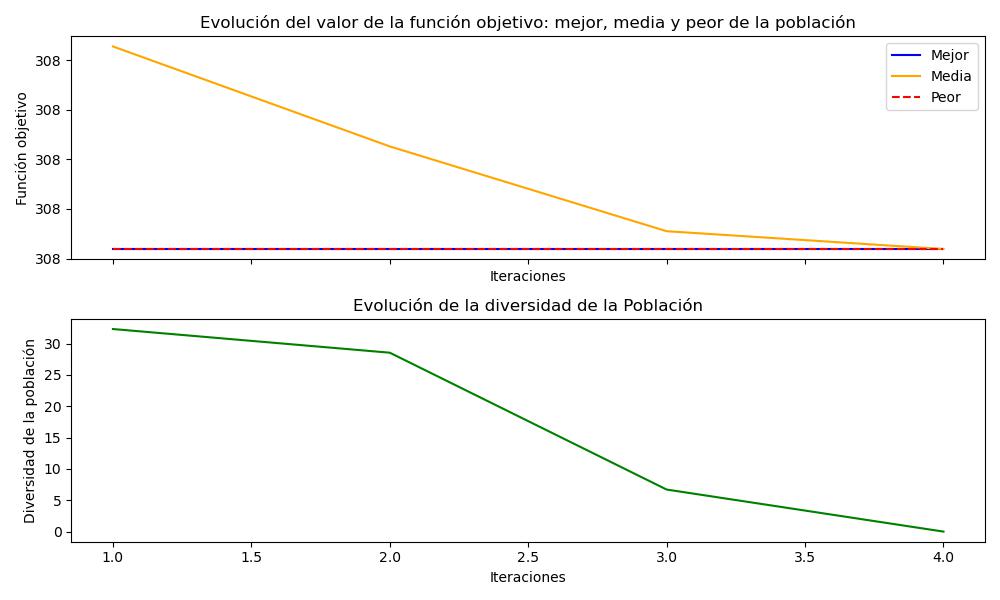 Evolución del valor de la función objetivo: mejor, media y peor de la población
308
308
308
308
308
Función objetivo
Mejor
Media
Peor
Iteraciones
Evolución de la diversidad de la Población
30
25
20
15
10
5
0
Diversidad de la población
1.0 1.5 2.0 2.5 3.0 3.5 4.0
Iteraciones